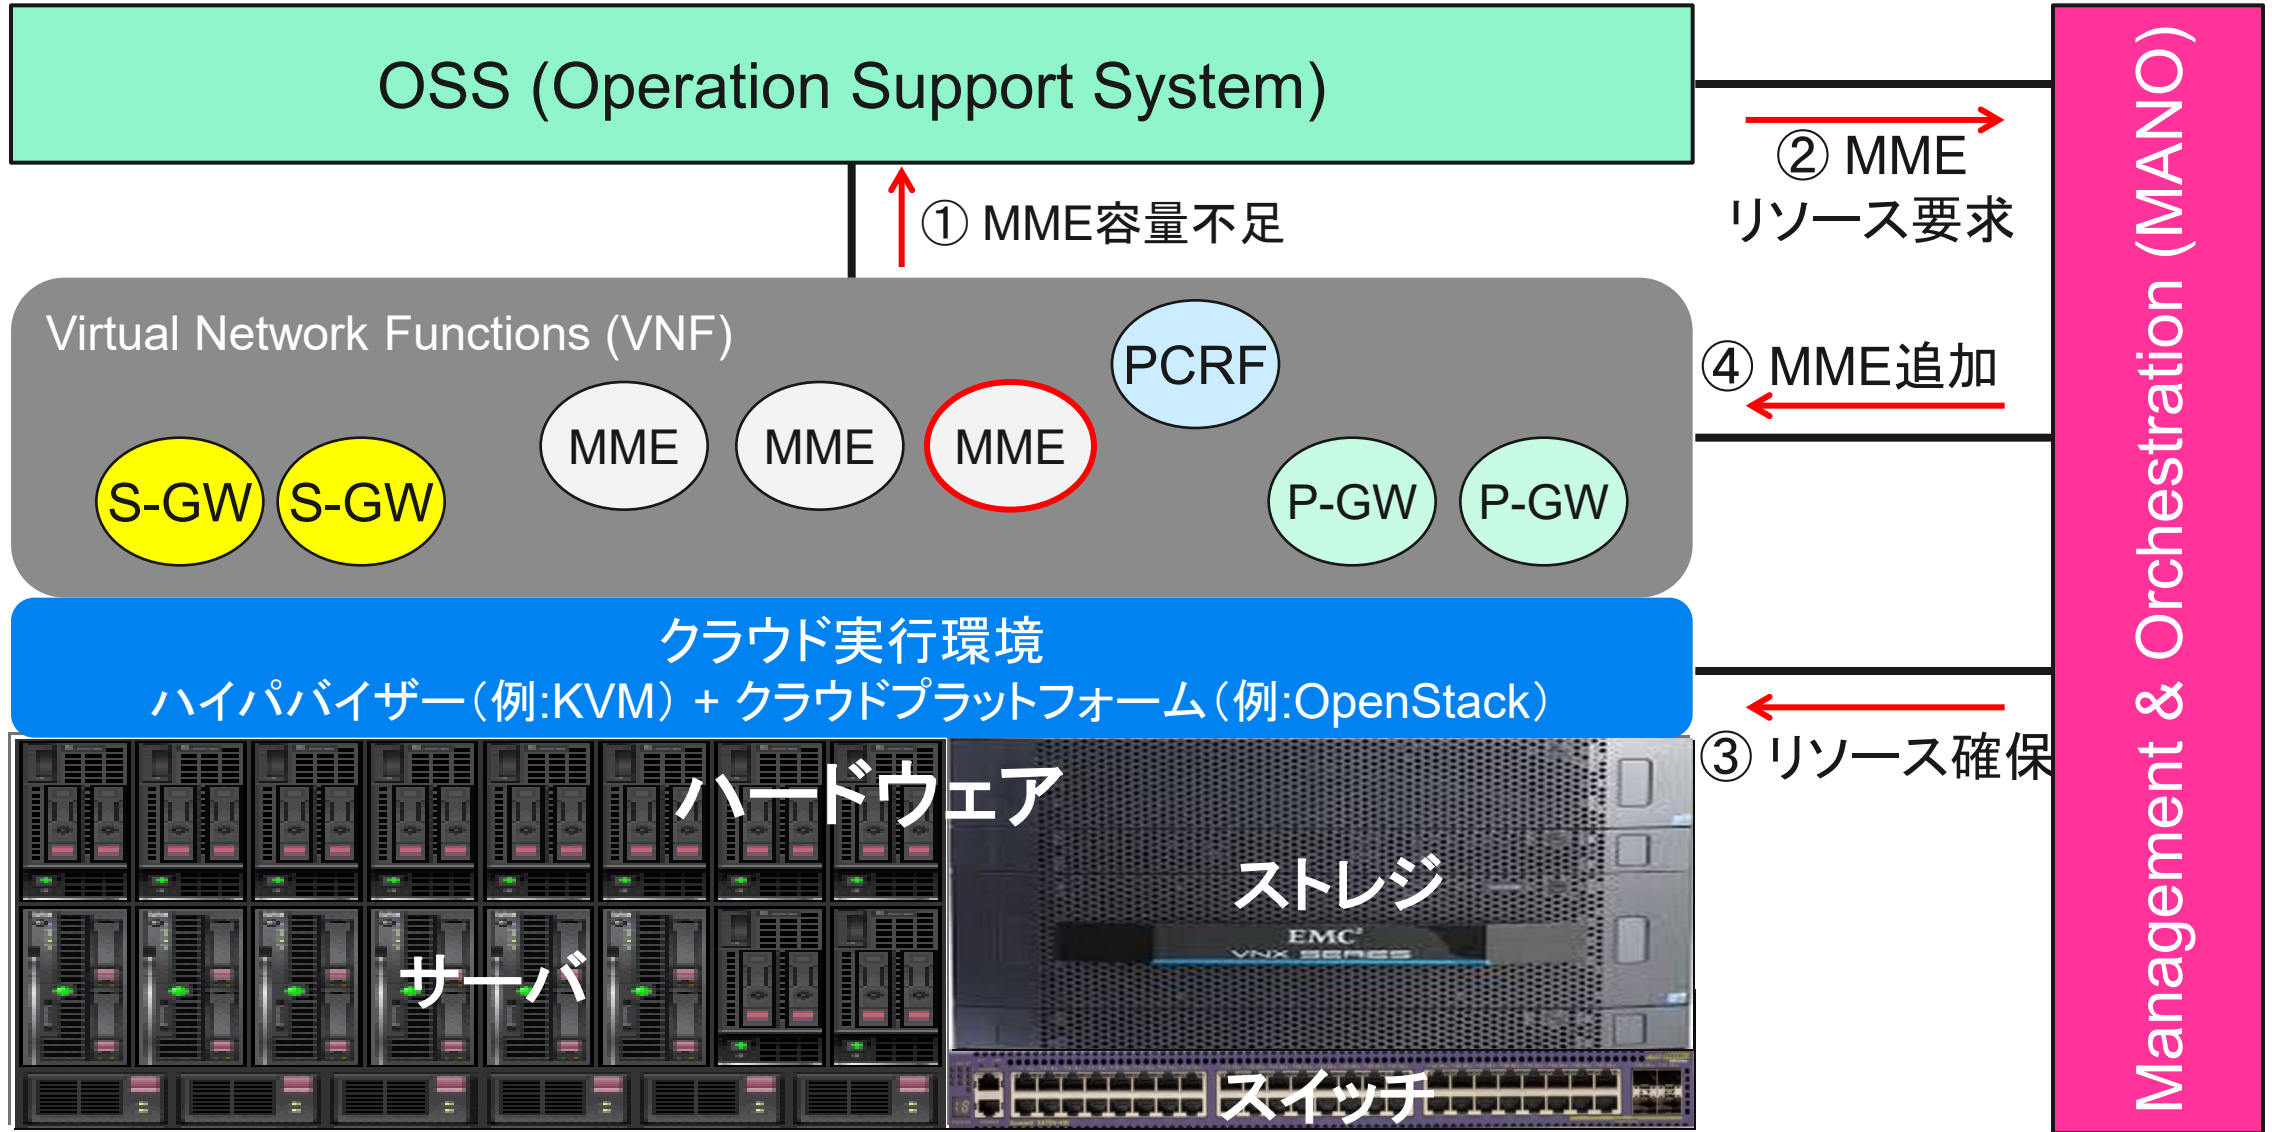 OSS (Operation Support System)
① MME容量不足
② MME
リソース要求
Virtual Network Functions (VNF)
PCRF
④ MME追加
MME
MME
MME
S-GW
S-GW
P-GW
P-GW
クラウド実行環境
ハイパバイザー（例:KVM） + クラウドプラットフォーム（例:OpenStack）
③ リソース確保
ハードウェア
ストレジ
EMC²
VNX SERIES
サーバ
スイッチ
Management & Orchestration (MANO)